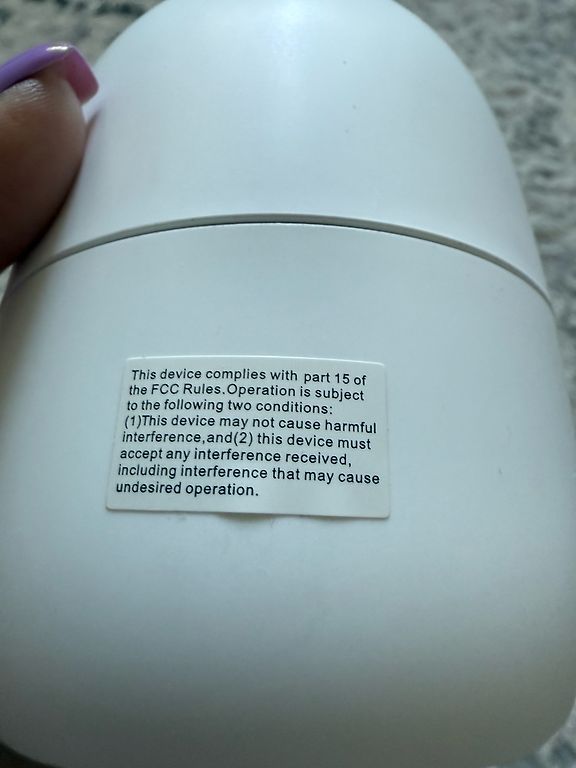 This device complies with part 15 of
the FCC Rules.Operation is subject
to the following two conditions:
(1)This device may not cause harmful
interference,and(2) this device must
accept any interference received,
including interference that may cause
undesired operation.